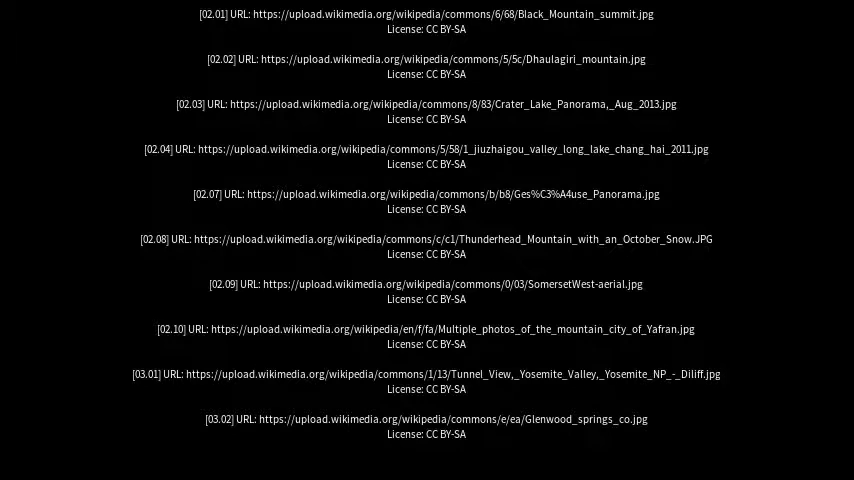 [02.01] URL: https://upload.wikimedia.org/wikipedia/commons/6/68/Black_Mountain_summit.jpg
License: CC BY-SA
[02.02] URL: https://upload.wikimedia.org/wikipedia/commons/5/5c/Dhaulagiri_mountain.jpg
License: CC BY-SA
[02.03] URL: https://upload.wikimedia.org/wikipedia/commons/8/83/Crater_Lake_Panorama,_Aug_2013.jpg
License: CC BY-SA
[02.04] URL: https://upload.wikimedia.org/wikipedia/commons/5/58/1_jiuzhaigou_valley_long_lake_chang_hai_2011.jpg
License: CC BY-SA
[02.07] URL: https://upload.wikimedia.org/wikipedia/commons/b/b8/Ges%C3%A4use_Panorama.jpg
License: CC BY-SA
[02.08] URL: https://upload.wikimedia.org/wikipedia/commons/c/c1/Thunderhead_Mountain_with_an_October_Snow.JPG
License: CC BY-SA
[02.09] URL: https://upload.wikimedia.org/wikipedia/commons/0/03/SomersetWest-aerial.jpg
License: CC BY-SA
[02.10] URL: https://upload.wikimedia.org/wikipedia/en/f/fa/Multiple_photos_of_the_mountain_city_of_Yafran.jpg
License: CC BY-SA
[03.01] URL: https://upload.wikimedia.org/wikipedia/commons/1/13/Tunnel_View,_Yosemite_Valley,_Yosemite_NP_-_Diliff.jpg
License: CC BY-SA
[03.02] URL: https://upload.wikimedia.org/wikipedia/commons/e/ea/Glenwood_springs_co.jpg
License: CC BY-SA